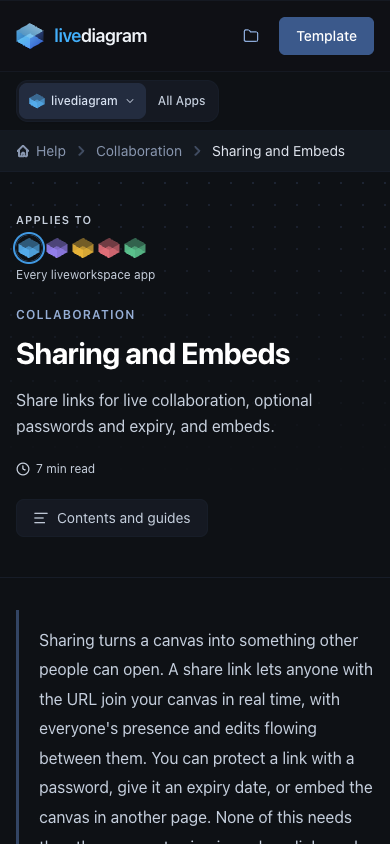 livediagram
Template
livediagram
All Apps
Help
Collaboration
Sharing and Embeds
APPLIES TO
Every liveworkspace app
COLLABORATION
Sharing and Embeds
Share links for live collaboration, optional
passwords and expiry, and embeds.
7 min read
Contents and guides
Sharing turns a canvas into something other
people can open. A share link lets anyone with
the URL join your canvas in real time, with
everyone's presence and edits flowing
between them. You can protect a link with a
password, give it an expiry date, or embed the
canvas in another page. None of this needs